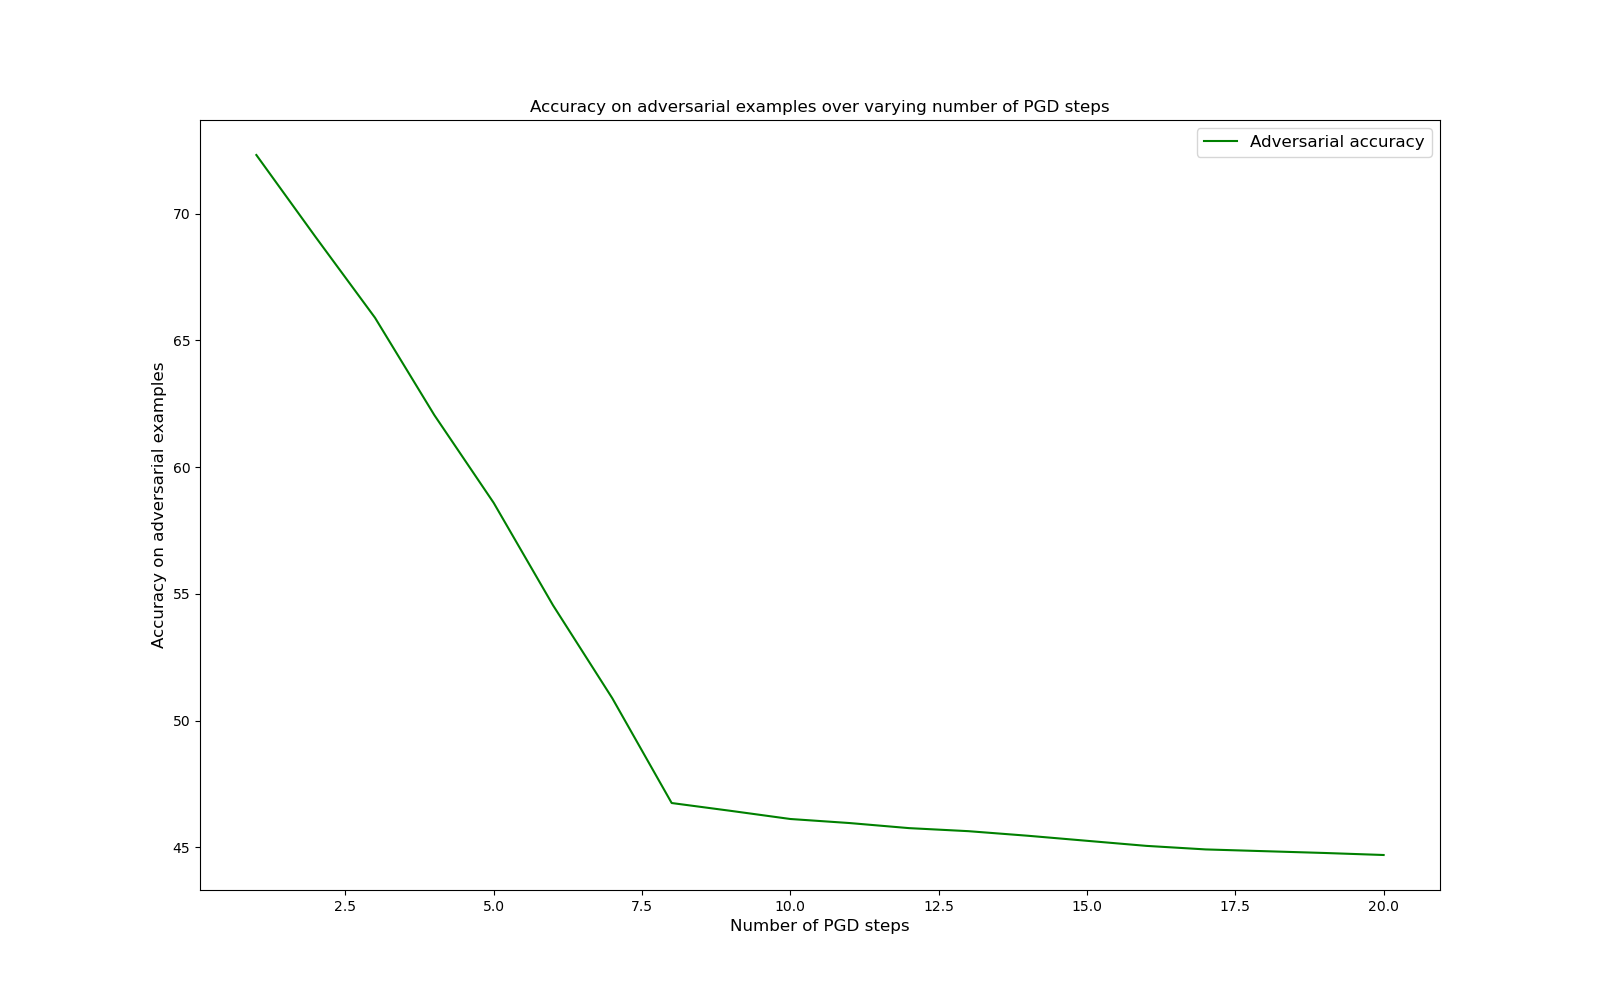 Accuracy on adversarial examples over varying number of PGD steps
Adversarial accuracy
70
65
60
55
50
45
Accuracy on adversarial examples
2.5 5.0 7.5 10.0 12.5 15.0 17.5 20.0
Number of PGD steps